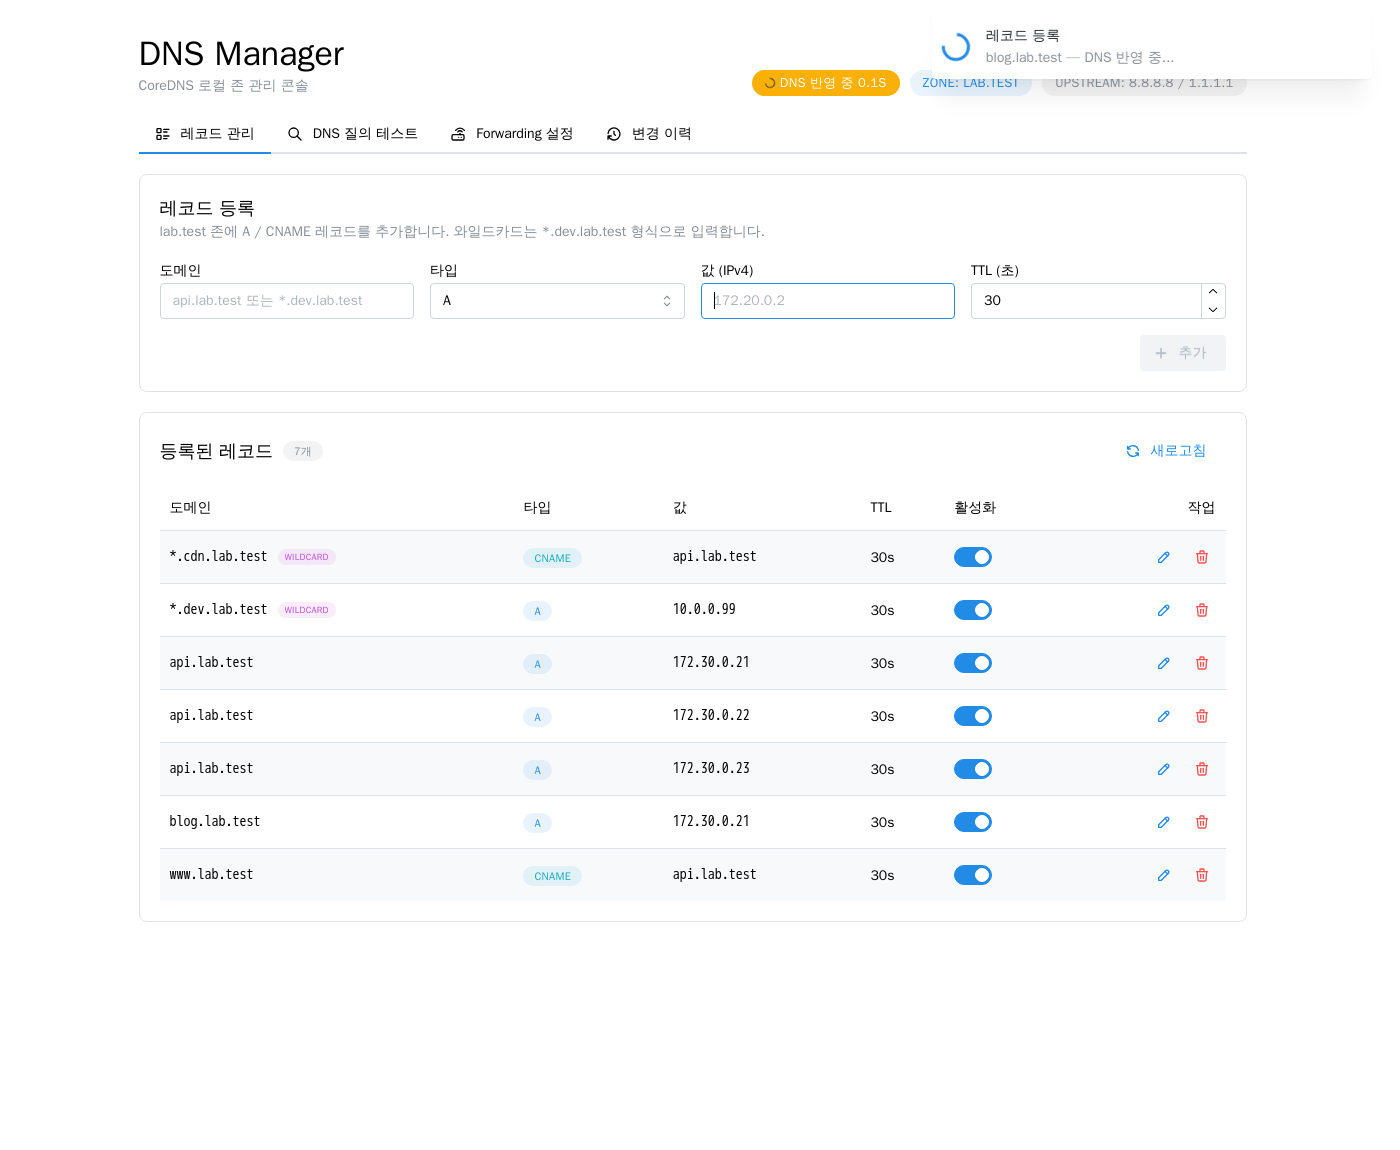 DNS Manager
CoreDNS 로컬 존 관리 콘솔
레코드 등록
blog.lab.test — DNS 반영 중...
DNS 반영 중 0.1S
ZONE: LAB.TEST
UPSTREAM: 8.8.8.8 / 1.1.1.1
레코드 관리
DNS 질의 테스트
Forwarding 설정
변경 이력
레코드 등록
lab.test 존에 A / CNAME 레코드를 추가합니다. 와일드카드는 *.dev.lab.test 형식으로 입력합니다.
도메인 타입 값 (IPv4) TTL (초)
api.lab.test 또는 *.dev.lab.test A 172.20.0.2 30
추가
등록된 레코드 7개 새로고침
도메인 타입 값 TTL 활성화 작업
*.cdn.lab.test WILDCARD CNAME api.lab.test 30s
*.dev.lab.test WILDCARD A 10.0.0.99 30s
api.lab.test A 172.30.0.21 30s
api.lab.test A 172.30.0.22 30s
api.lab.test A 172.30.0.23 30s
blog.lab.test A 172.30.0.21 30s
www.lab.test CNAME api.lab.test 30s